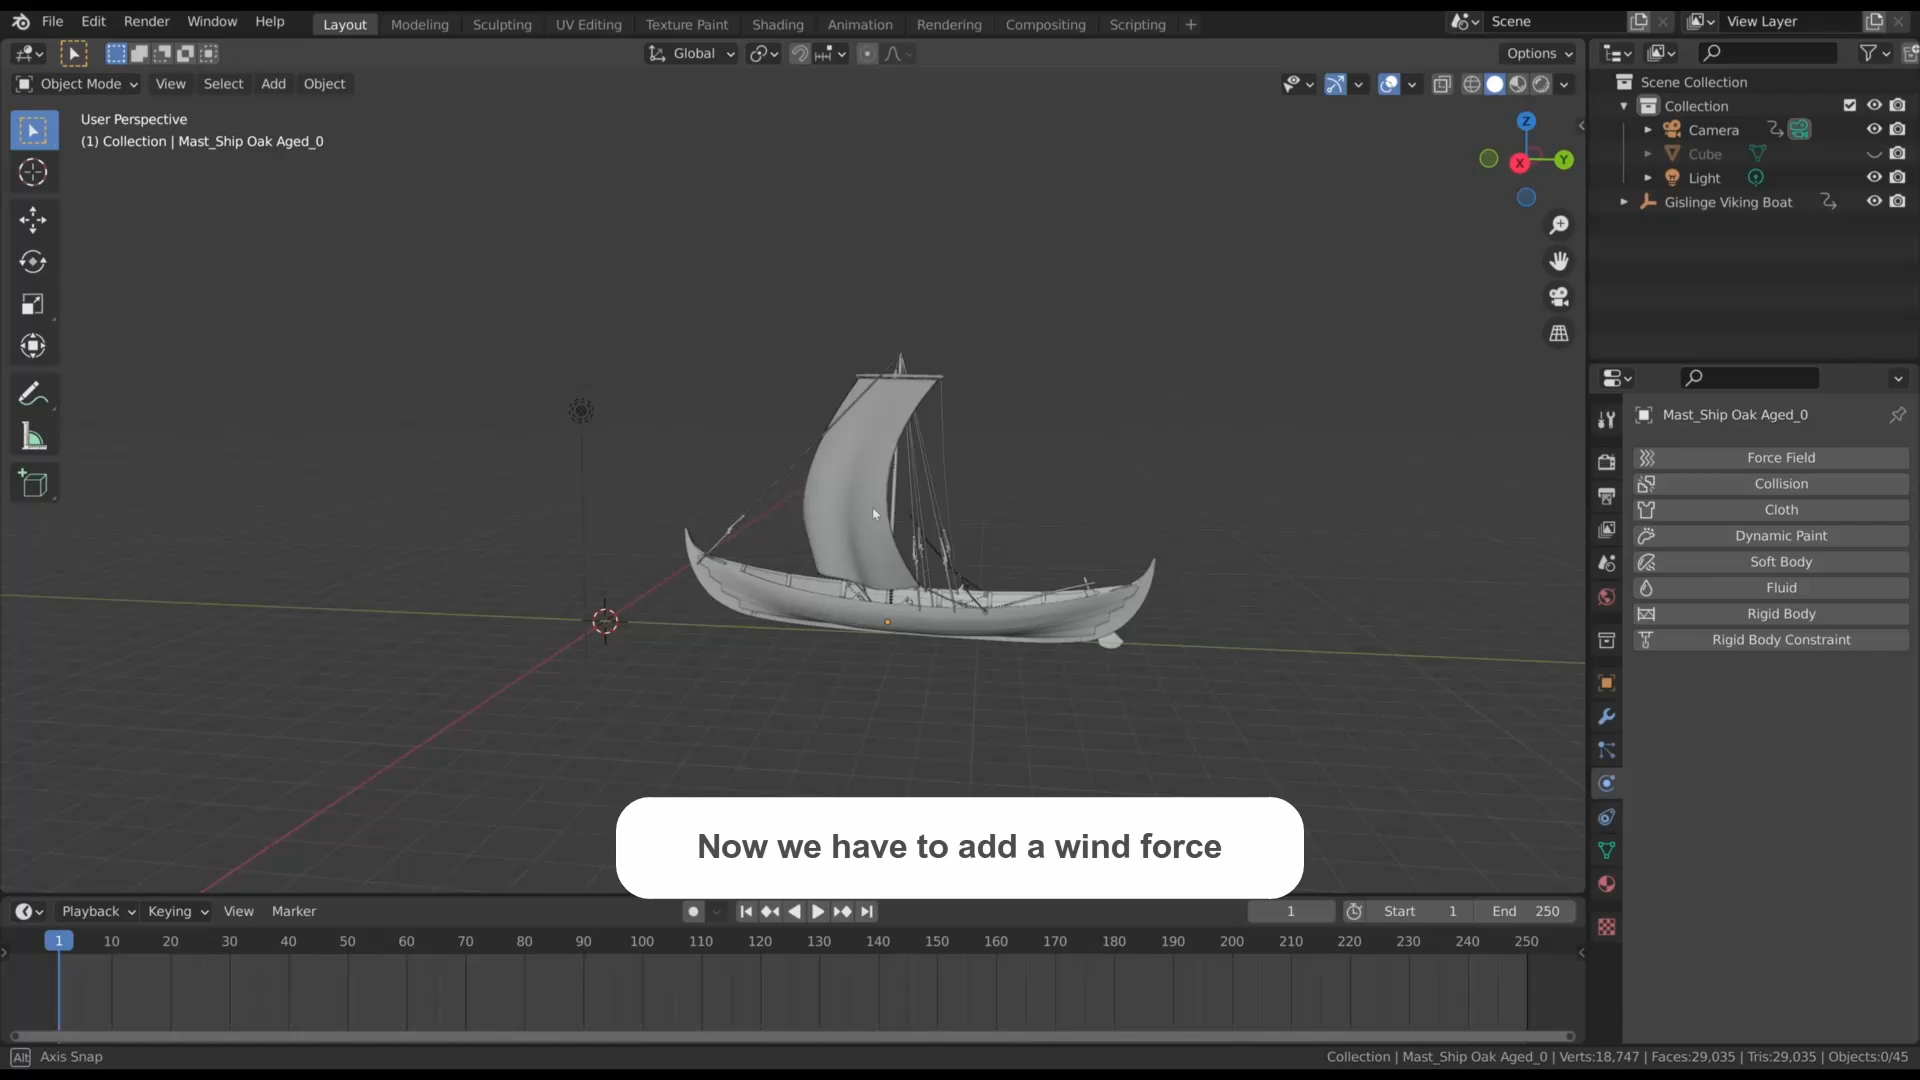 File Edit Render Window Help Layout Modeling Sculpting UV Editing Texture Paint Shading Animation Rendering Compositing Scripting + Scene View Layer
Global Options
Object Mode View Select Add Object
User Perspective
(1) Collection | Mast_Ship Oak Aged_0
Z
X
Y
Scene Collection
Collection
Camera
Cube
Light
Gislinge Viking Boat
Mast_Ship Oak Aged_0
Force Field
Collision
Cloth
Dynamic Paint
Soft Body
Fluid
Rigid Body
Rigid Body Constraint
Now we have to add a wind force
Playback Keying View Marker 1 Start 1 End 250
1 10 20 30 40 50 60 70 80 90 100 110 120 130 140 150 160 170 180 190 200 210 220 230 240 250
Alt Axis Snap Collection | Mast_Ship Oak Aged_0 | Verts:18,747 | Faces:29,035 | Tris:29,035 | Objects:0/45